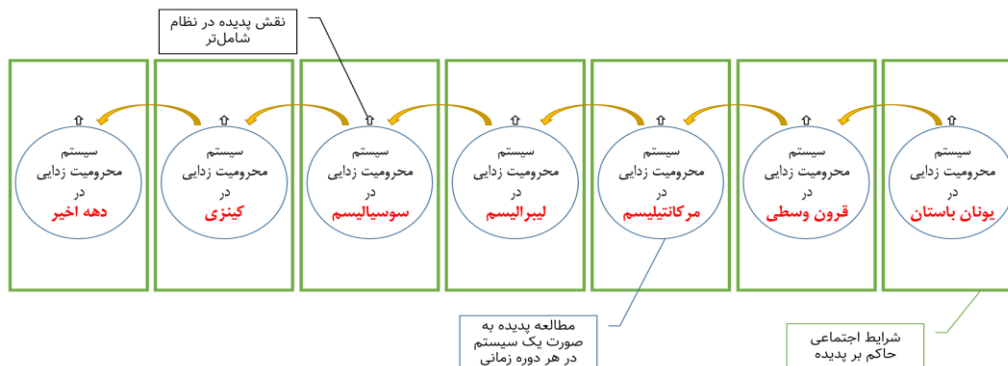 نقش پدیده در نظام
شامل‌تر
سیستم
محرومیت زدایی
در
یونان باستان
سیستم
محرومیت زدایی
در
قرون وسطی
سیستم
محرومیت زدایی
در
مرکانتیلیسم
سیستم
محرومیت زدایی
در
لیبرالیسم
سیستم
محرومیت زدایی
در
سوسیالیسم
سیستم
محرومیت زدایی
در
کینزی
سیستم
محرومیت زدایی
در
دهه اخیر
شرایط اجتماعی
حاکم بر پدیده
مطالعه پدیده به
صورت یک سیستم
در هر دوره زمانی